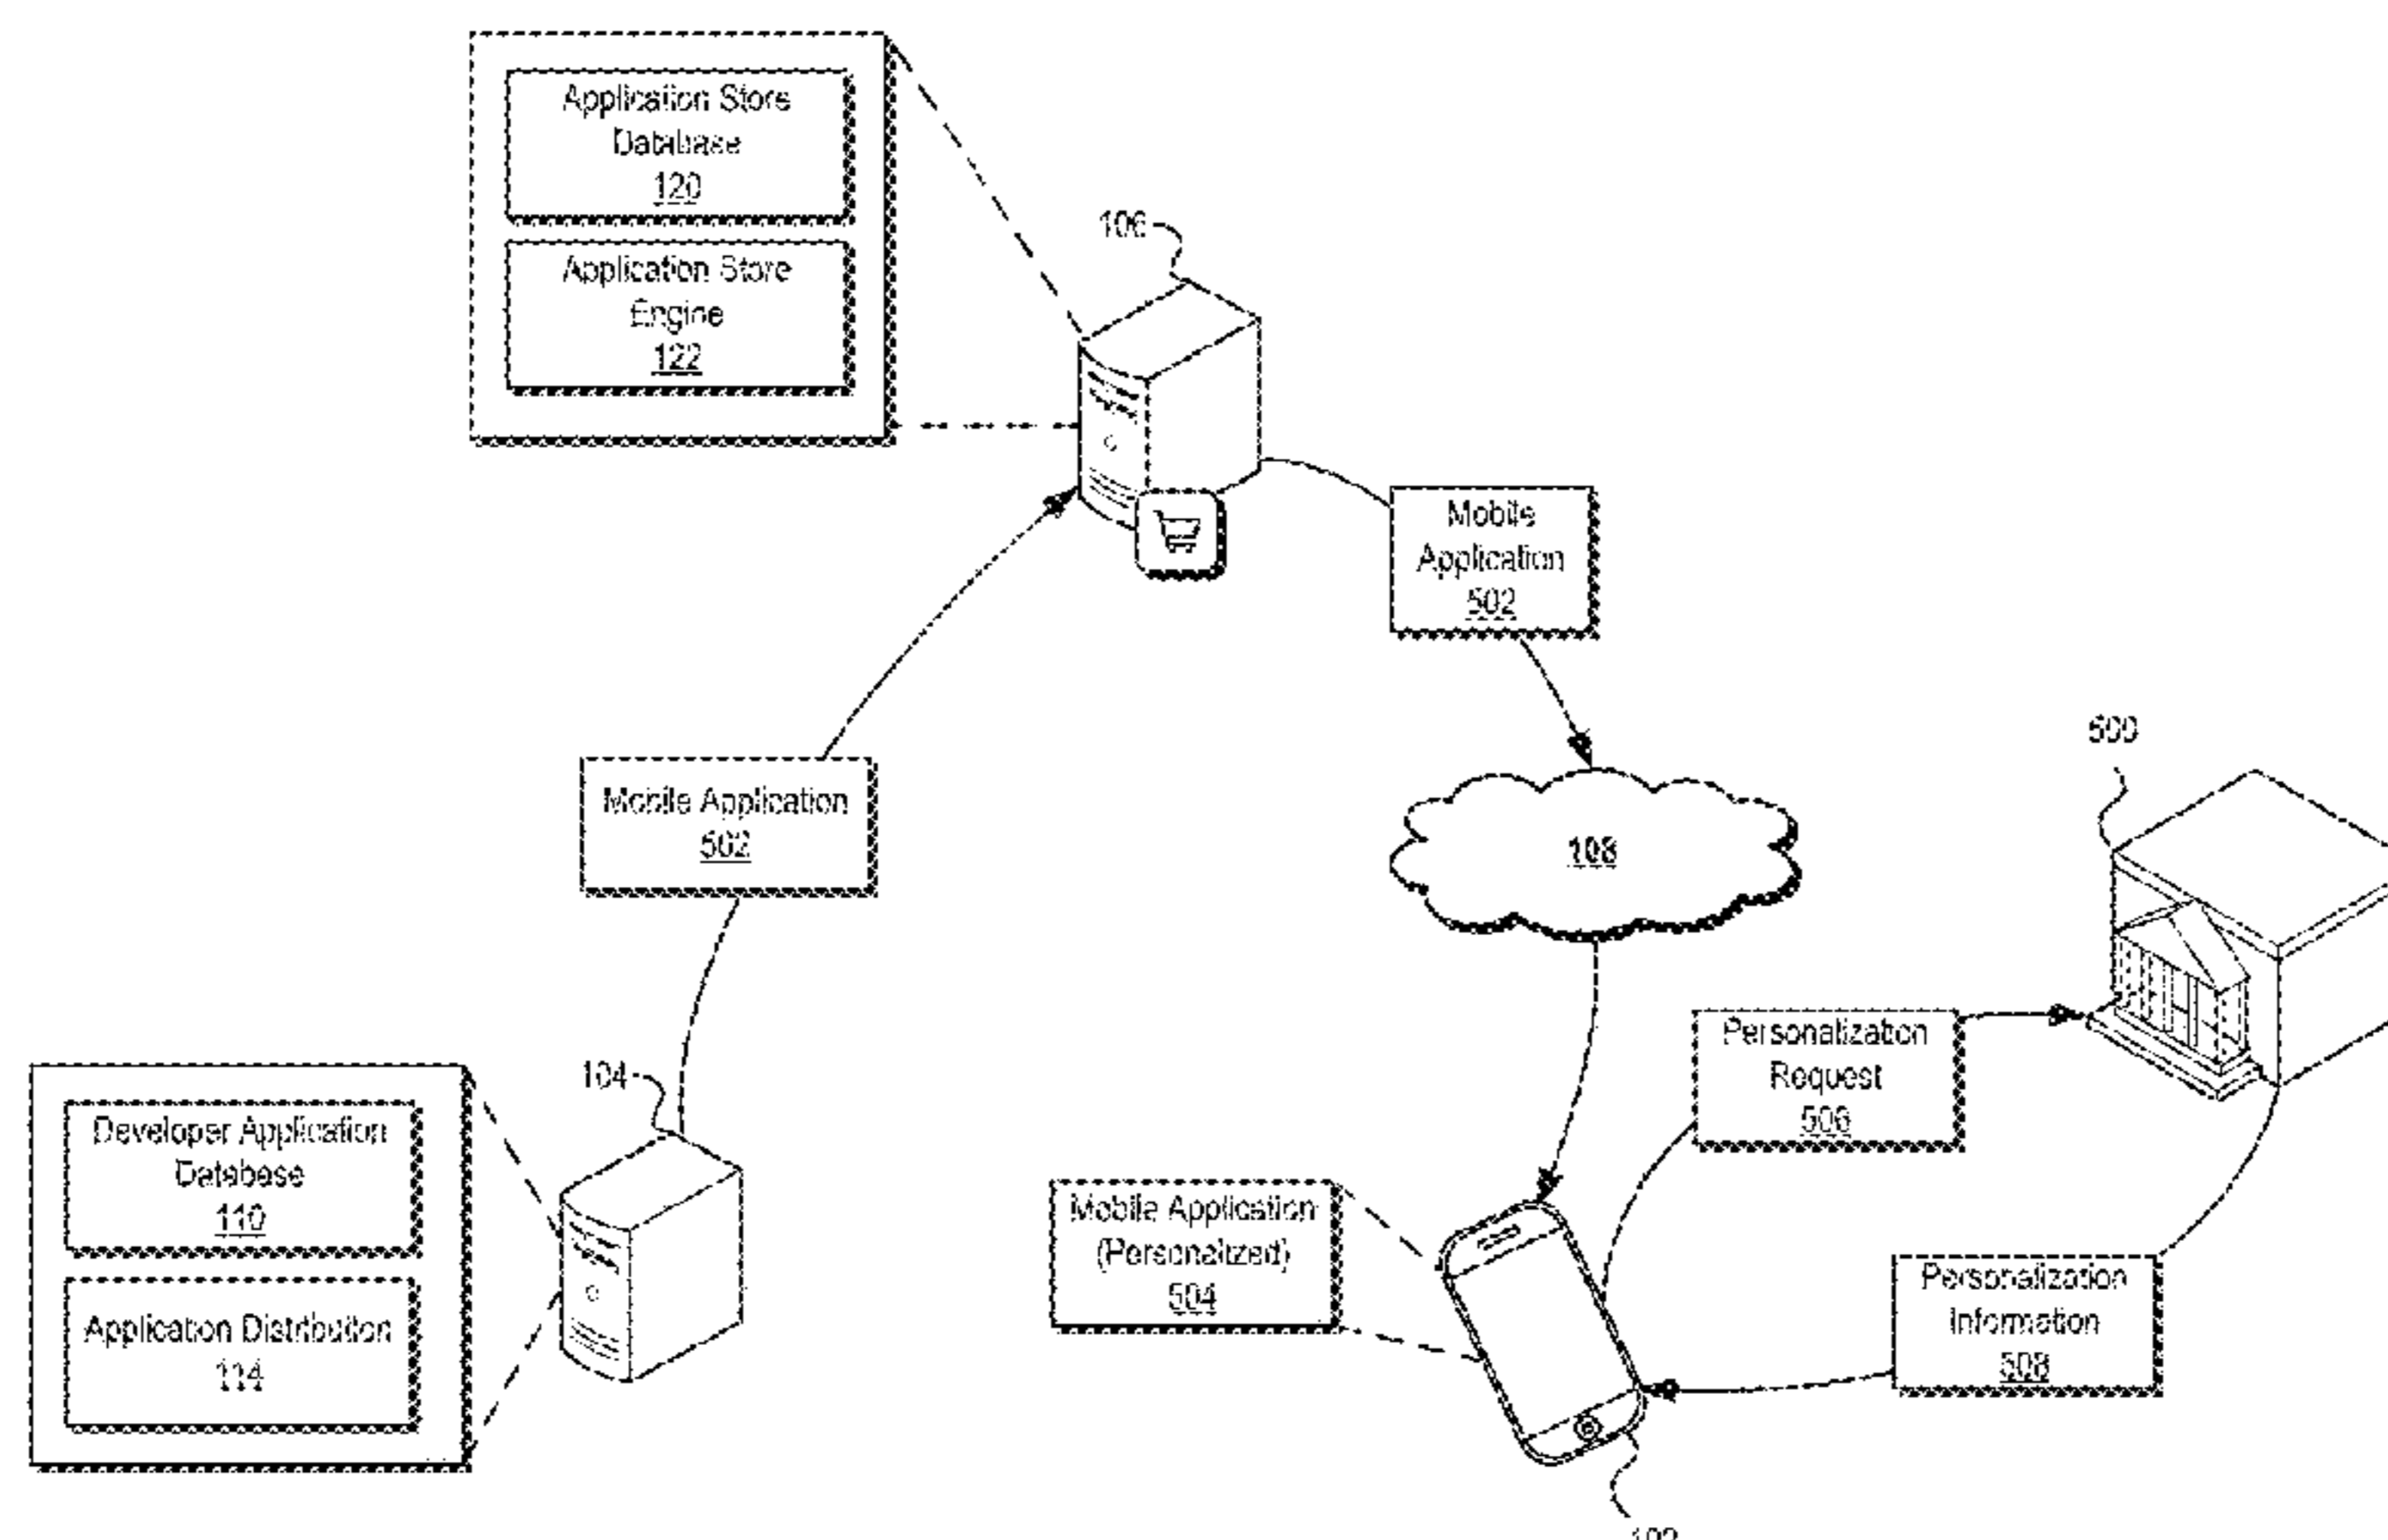 Application Store
Database
120
Application Store
Engine
122
106
Mobile
Application
502
500
Mobile Application
502
108
Personalization
Request
506
104
Developer Application
Database
110
Application Distribution
114
Mobile Application
(Personalized)
504
Personalization
Information
508
102